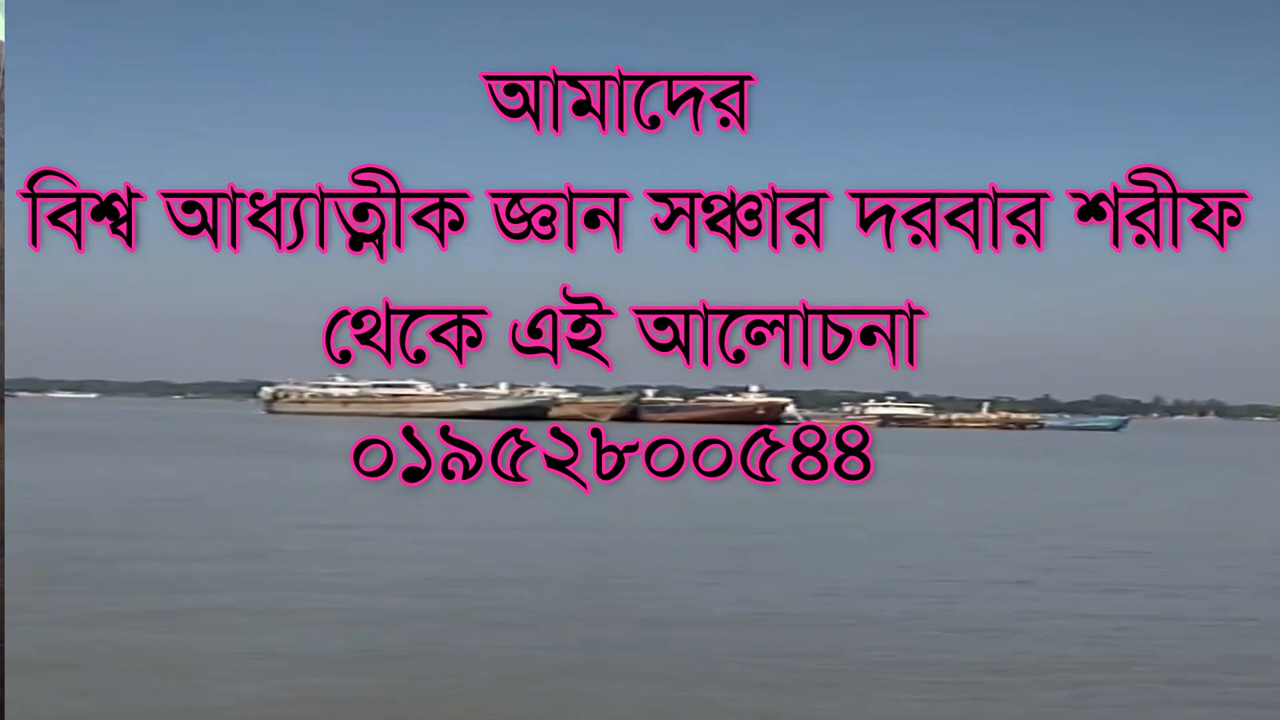 আমাদের
বিশ্ব আধ্যাত্নীক জ্ঞান সঞ্চার দরবার শরীফ
থেকে এই আলোচনা
০১৯৫২৮০০৫৪৪